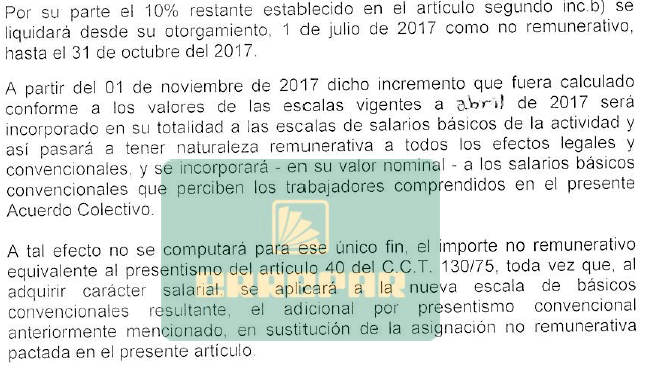 Por su parte el 10% restante establecido en el artículo segundo inc.b) se
liquidará desde su otorgamiento, 1 de julio de 2017 como no remunerativo,
hasta el 31 de octubre del 2017.
A partir del 01 de noviembre de 2017 dicho incremento que fuera calculado
conforme a los valores de las escalas vigentes a abril de 2017 será
incorporado en su totalidad a las escalas de salarios básicos de la actividad y
así pasará a tener naturaleza remunerativa a todos los efectos legales y
convencionales, y se incorporará - en su valor nominal - a los salarios básicos
convencionales que perciben los trabajadores comprendidos en el presente
Acuerdo Colectivo.
A tal efecto no se computará para ese único fin, el importe no remunerativo
equivalente al presentismo del artículo 40 del C.C.T. 130/75, toda vez que, al
adquirir carácter salarial, se aplicará a la nueva escala de básicos
ERREPAR
convencionales resultante, el adicional por presentismo convencional
anteriormente mencionado, en sustitución de la asignación no remunerativa
pactada en el presente artículo.